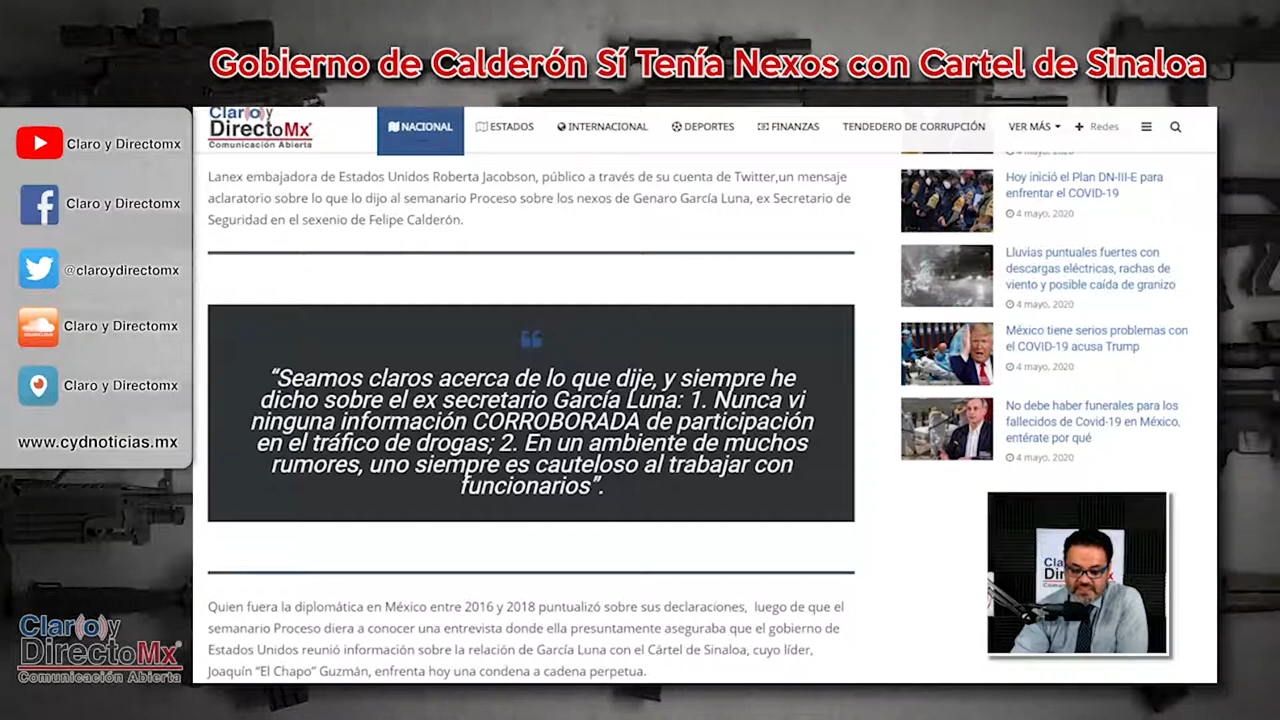 Gobierno de Calderón Sí Tenía Nexos con Cartel de Sinaloa
Claro y Directomx
Claro y Directomx
@claroydirectomx
Claro y Directomx
Claro y Directomx
www.cydnoticias.mx
Claro y
DirectoMx
Comunicación Abierta
Claro y
DirectoMx
Comunicación Abierta
NACIONAL
ESTADOS
INTERNACIONAL
DEPORTES
FINANZAS
TENDEDERO DE CORRUPCIÓN
VER MÁS
Redes
Lanex embajadora de Estados Unidos Roberta Jacobson, público a través de su cuenta de Twitter,un mensaje
aclaratorio sobre lo que lo dijo al semanario Proceso sobre los nexos de Genaro García Luna, ex Secretario de
Seguridad en el sexenio de Felipe Calderón.
“Seamos claros acerca de lo que dije, y siempre he
dicho sobre el ex secretario García Luna: 1. Nunca vi
ninguna información CORROBORADA de participación
en el tráfico de drogas; 2. En un ambiente de muchos
rumores, uno siempre es cauteloso al trabajar con
funcionarios”.
Quien fuera la diplomática en México entre 2016 y 2018 puntualizó sobre sus declaraciones, luego de que el
semanario Proceso diera a conocer una entrevista donde ella presuntamente aseguraba que el gobierno de
Estados Unidos reunió información sobre la relación de García Luna con el Cártel de Sinaloa, cuyo líder,
Joaquín “El Chapo” Guzmán, enfrenta hoy una condena a cadena perpetua.
4 mayo, 2020
Hoy inició el Plan DN-III-E para
enfrentar el COVID-19
4 mayo, 2020
Lluvias puntuales fuertes con
descargas eléctricas, rachas de
viento y posible caída de granizo
4 mayo, 2020
México tiene serios problemas con
el COVID-19 acusa Trump
4 mayo, 2020
No debe haber funerales para los
fallecidos de Covid-19 en México,
entérate por qué
4 mayo, 2020